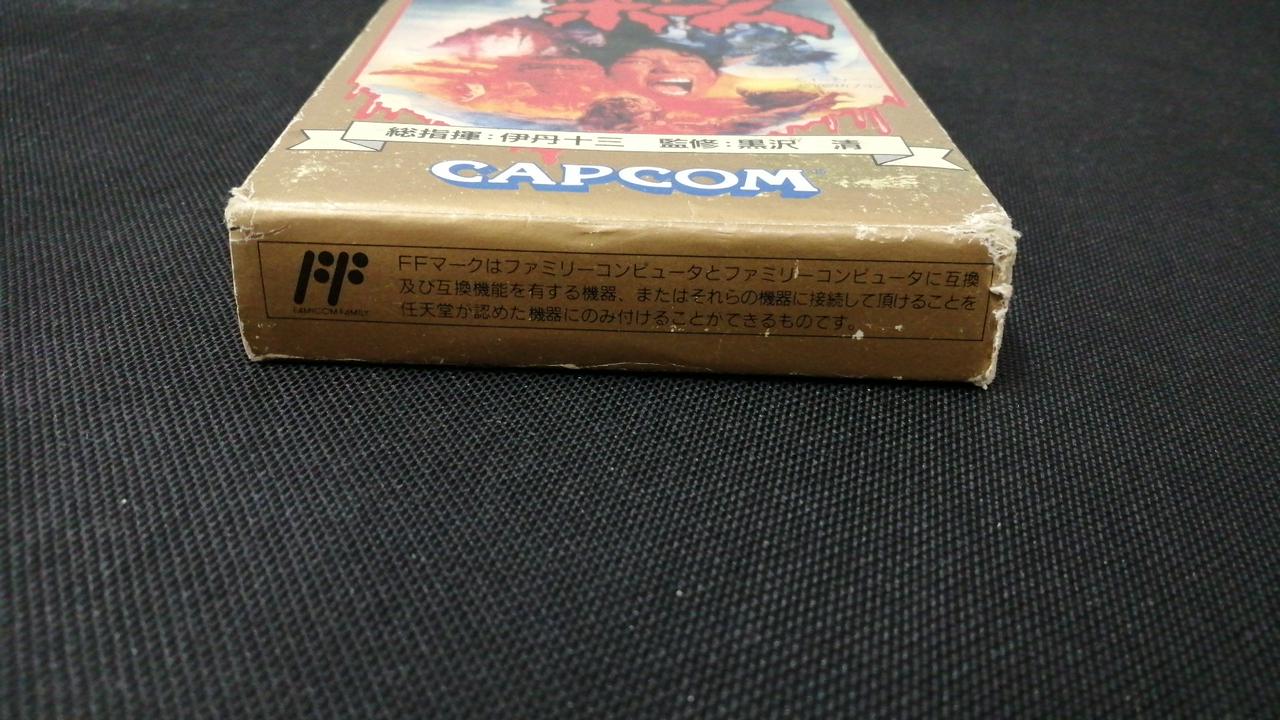 総指揮：伊丹十三　監修：黒沢　清
CAPCOM®
FF
FAMICOM FAMILY
FFマークはファミリーコンピュータとファミリーコンピュータに互換
及び互換機能を有する機器、またはそれらの機器に接続して頂けることを
任天堂が認めた機器にのみ付けることができるものです。